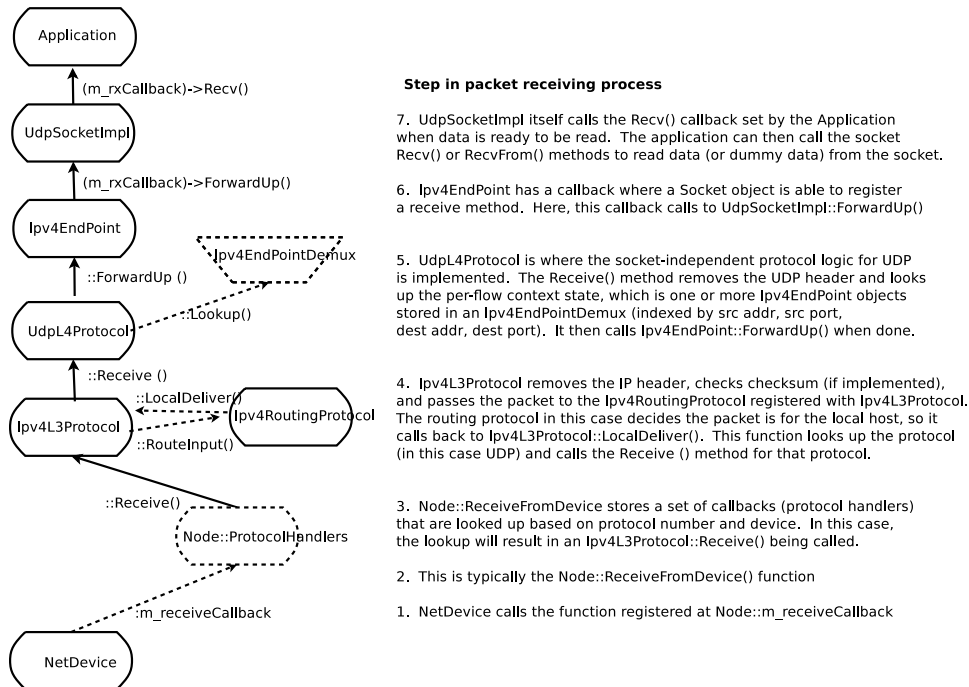 Application
(m_rxCallback)->Recv()
UdpSocketImpl
(m_rxCallback)->ForwardUp()
Ipv4EndPoint
Ipv4EndPointDemux
::ForwardUp ()
::Lookup()
UdpL4Protocol
::Receive ()
::LocalDeliver()
Ipv4RoutingProtocol
Ipv4L3Protocol
::RouteInput()
::Receive()
Node::ProtocolHandlers
:m_receiveCallback
NetDevice
Step in packet receiving process
7. UdpSocketImpl itself calls the Recv() callback set by the Application
when data is ready to be read. The application can then call the socket
Recv() or RecvFrom() methods to read data (or dummy data) from the socket.
6. Ipv4EndPoint has a callback where a Socket object is able to register
a receive method. Here, this callback calls to UdpSocketImpl::ForwardUp()
5. UdpL4Protocol is where the socket-independent protocol logic for UDP
is implemented. The Receive() method removes the UDP header and looks
up the per-flow context state, which is one or more Ipv4EndPoint objects
stored in an Ipv4EndPointDemux (indexed by src addr, src port,
dest addr, dest port). It then calls Ipv4EndPoint::ForwardUp() when done.
4. Ipv4L3Protocol removes the IP header, checks checksum (if implemented),
and passes the packet to the Ipv4RoutingProtocol registered with Ipv4L3Protocol.
The routing protocol in this case decides the packet is for the local host, so it
calls back to Ipv4L3Protocol::LocalDeliver(). This function looks up the protocol
(in this case UDP) and calls the Receive () method for that protocol.
3. Node::ReceiveFromDevice stores a set of callbacks (protocol handlers)
that are looked up based on protocol number and device. In this case,
the lookup will result in an Ipv4L3Protocol::Receive() being called.
2. This is typically the Node::ReceiveFromDevice() function
1. NetDevice calls the function registered at Node::m_receiveCallback